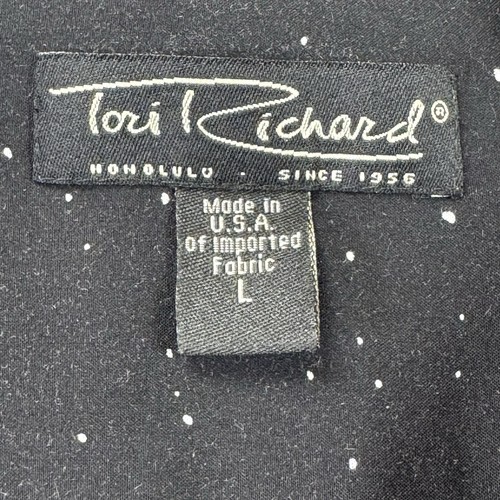 Tori Richard®
HONOLULU · SINCE 1956
Made in
U.S.A.
of Imported
Fabric
L